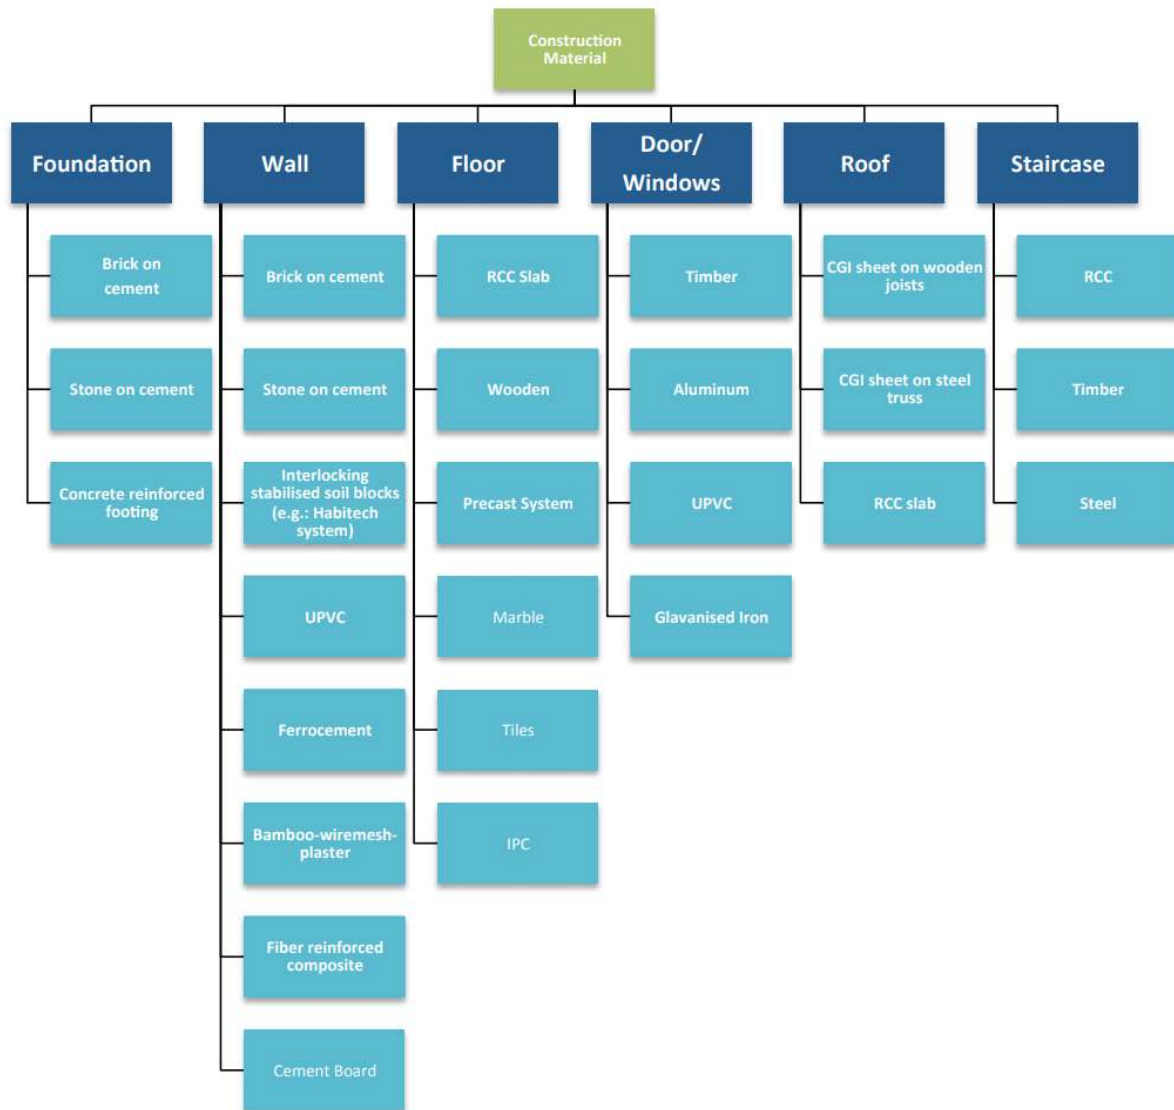 Construction
Material
Foundation
Wall
Floor
Door/
Windows
Roof
Staircase
Brick on
cement
Stone on cement
Concrete reinforced
footing
Brick on cement
Stone on cement
Interlocking
stabilised soil blocks
(e.g.: Habitech
system)
UPVC
Ferrocement
Bamboo-wiremesh-
plaster
Fiber reinforced
composite
Cement Board
RCC Slab
Wooden
Precast System
Marble
Tiles
IPC
Timber
Aluminum
UPVC
Glavanised Iron
CGI sheet on wooden
joists
CGI sheet on steel
truss
RCC slab
RCC
Timber
Steel